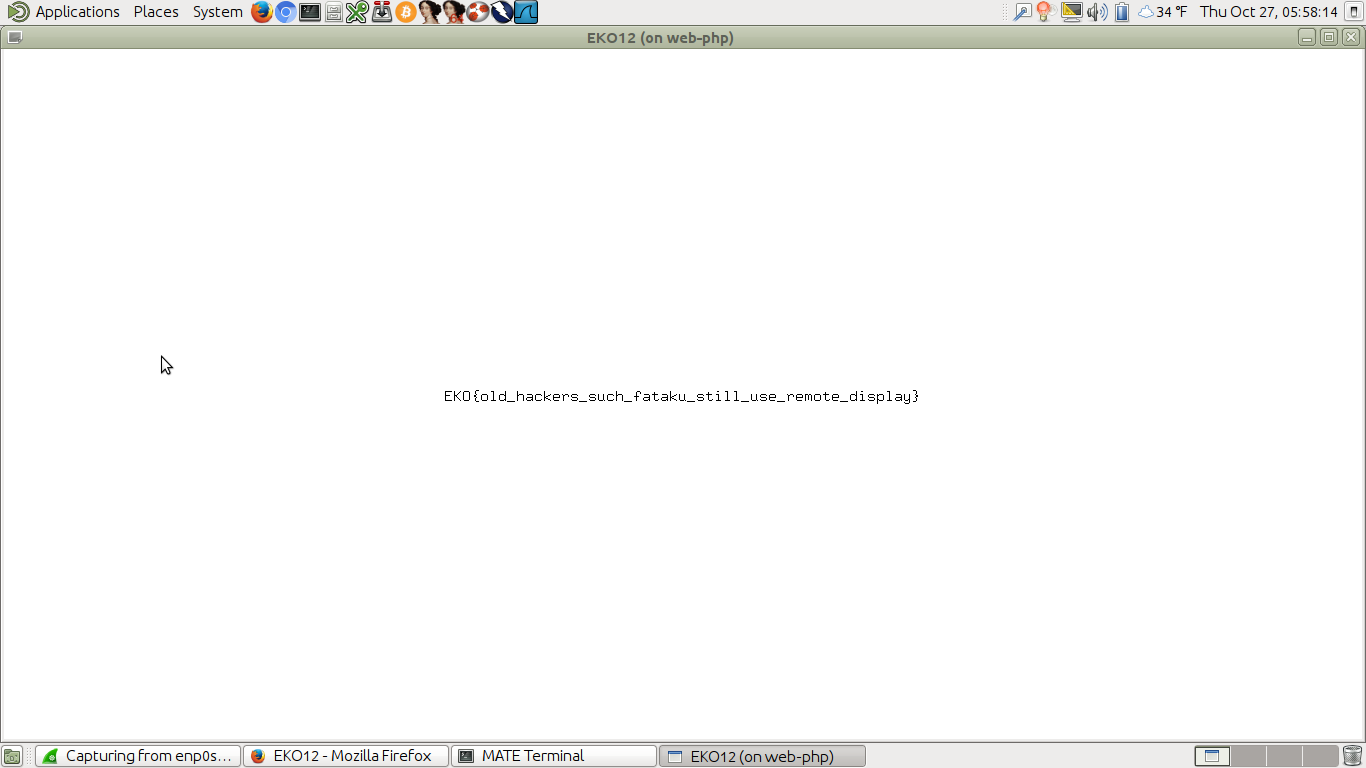 Applications Places System 34 °F Thu Oct 27, 05:58:14
EKO12 (on web-php)
EKO{old_hackers_such_fataku_still_use_remote_display}
Capturing from enp0s... EKO12 - Mozilla Firefox MATE Terminal EKO12 (on web-php)